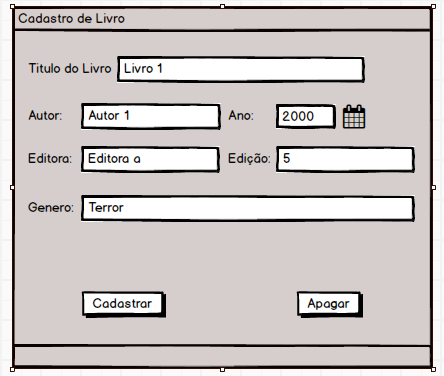 Cadastro de Livro
Titulo do Livro Livro 1
Autor: Autor 1 Ano: 2000
Editora: Editora a Edição: 5
Genero: Terror
Cadastrar Apagar